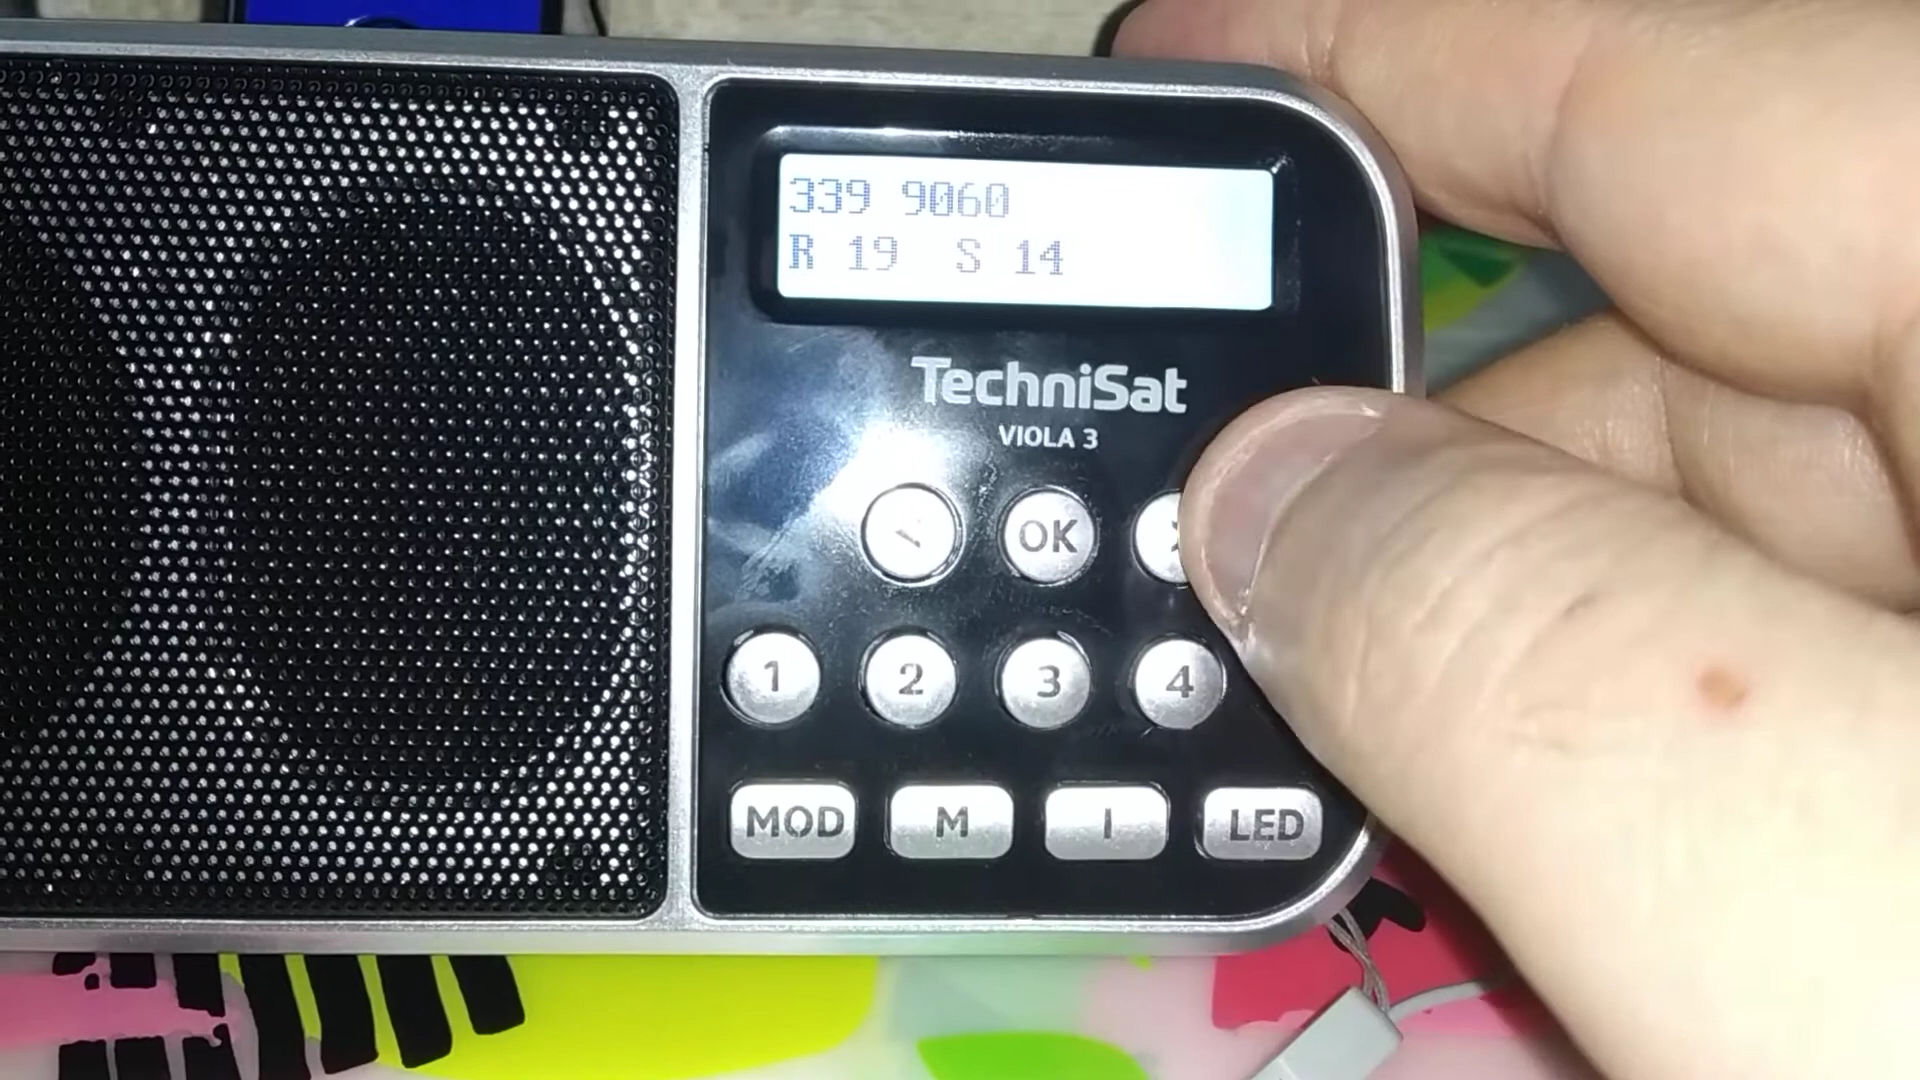 339 9060
R 19 S 14
TechniSat
VIOLA 3
< OK
1 2 3 4
MOD M I LED